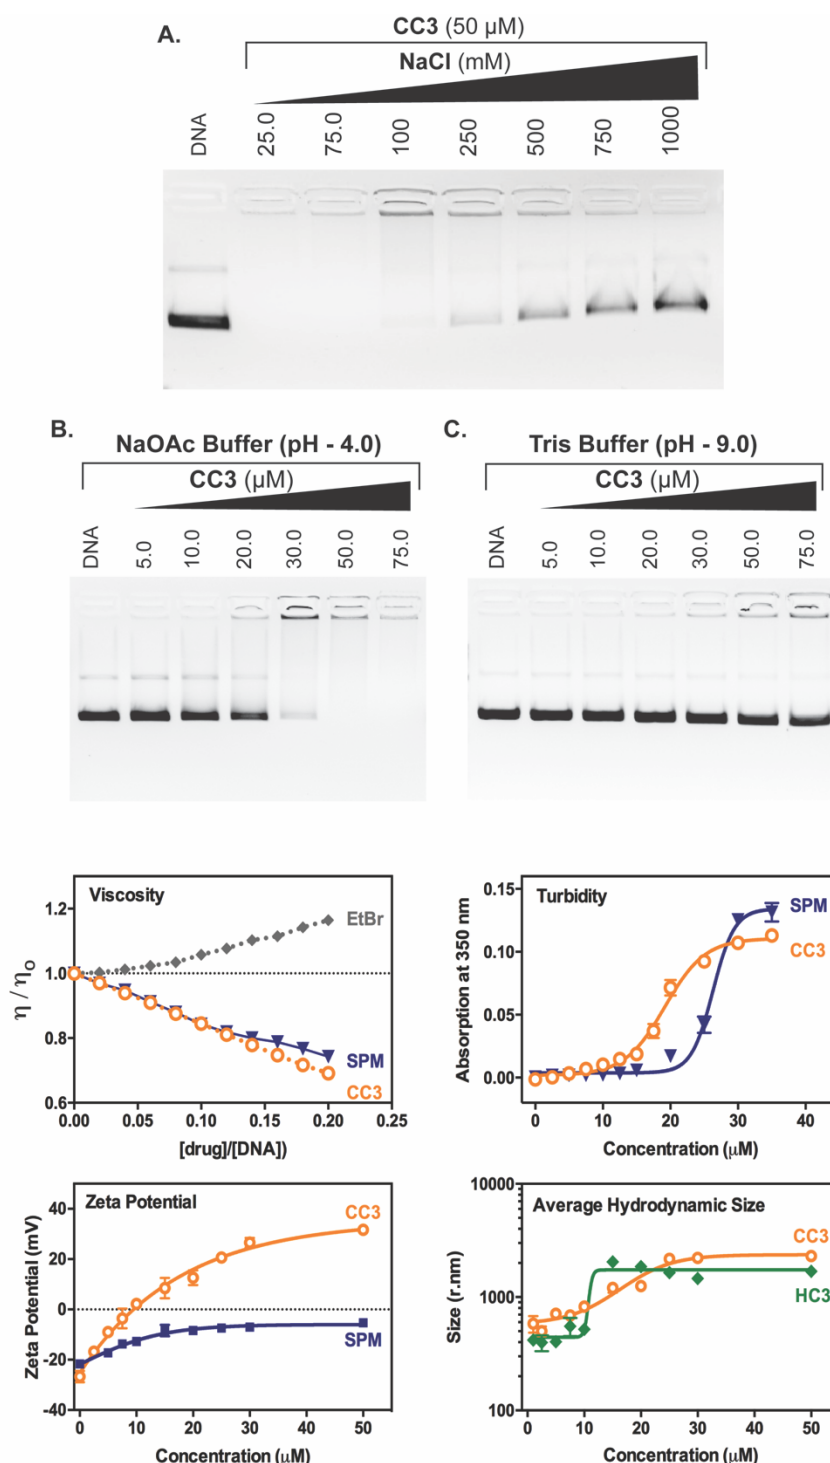 A.
CC3 (50 µM)
NaCl (mM)
DNA 25.0 75.0 100 250 500 750 1000
B.
NaOAc Buffer (pH - 4.0)
CC3 (µM)
DNA 5.0 10.0 20.0 30.0 50.0 75.0
C.
Tris Buffer (pH - 9.0)
CC3 (µM)
DNA 5.0 10.0 20.0 30.0 50.0 75.0
Viscosity
η / ηo
1.2
1.0
0.8
0.6
EtBr
SPM
CC3
0.00 0.05 0.10 0.15 0.20 0.25
[drug]/[DNA])
Turbidity
Absorption at 350 nm
0.15
0.10
0.05
0.00
SPM
CC3
0 10 20 30 40
Concentration (µM)
Zeta Potential
Zeta Potential (mV)
40
20
0
-20
-40
CC3
SPM
0 10 20 30 40 50
Concentration (µM)
Average Hydrodynamic Size
Size (r.nm)
10000
1000
100
CC3
HC3
0 10 20 30 40 50
Concentration (µM)